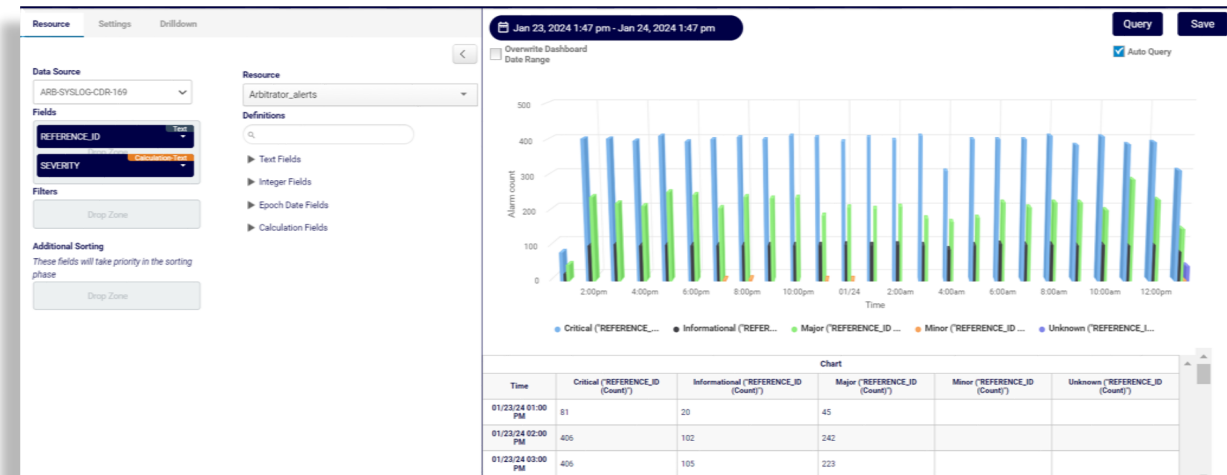 Resource Settings Drilldown
Data Source
ARB-SYSLOG-CDR-169
Fields
REFERENCE_ID Text
Drop Zone
SEVERITY Calculation-Text
Filters
Drop Zone
Additional Sorting
These fields will take priority in the sorting
phase
Drop Zone
Resource
Arbitrator_alerts
Definitions
Text Fields
Integer Fields
Epoch Date Fields
Calculation Fields
Jan 23, 2024 1:47 pm - Jan 24, 2024 1:47 pm
Query Save
Overwrite Dashboard
Date Range
Auto Query
500
400
300
200
100
0
Alarm count
2:00pm 4:00pm 6:00pm 8:00pm 10:00pm 01/24 2:00am 4:00am 6:00am 8:00am 10:00am 12:00pm
Time
Critical ("REFERENCE_... Informational ("REFER... Major ("REFERENCE_ID ... Minor ("REFERENCE_ID ... Unknown ("REFERENCE_I...
Chart
Time Critical ("REFERENCE_ID (Count)") Informational ("REFERENCE_ID (Count)") Major ("REFERENCE_ID (Count)") Minor ("REFERENCE_ID (Count)") Unknown ("REFERENCE_ID (Count)")
01/23/24 01:00 PM 81 20 45
01/23/24 02:00 PM 406 102 242
01/23/24 03:00 PM 406 105 223